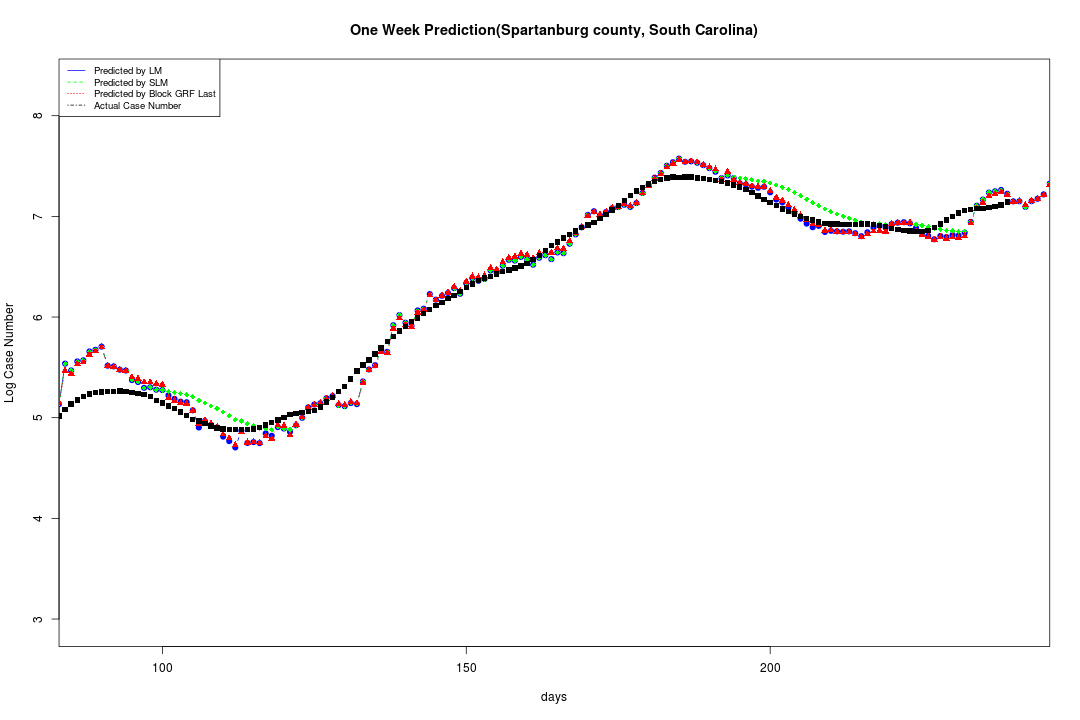 One Week Prediction(Spartanburg county, South Carolina)
Predicted by LM
Predicted by SLM
Predicted by Block GRF Last
Actual Case Number
Log Case Number
8
7
6
5
4
3
100 150 200
days